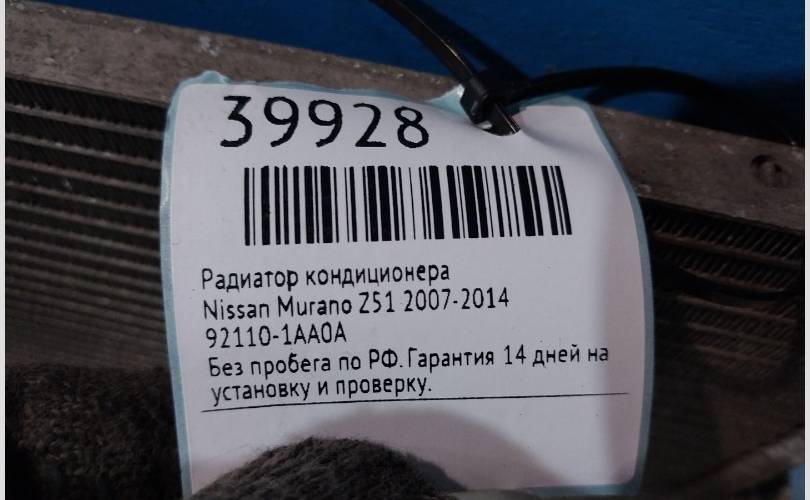 39928
Радиатор кондиционера
Nissan Murano Z51 2007-2014
92110-1AA0A
Без пробега по РФ. Гарантия 14 дней на
установку и проверку.